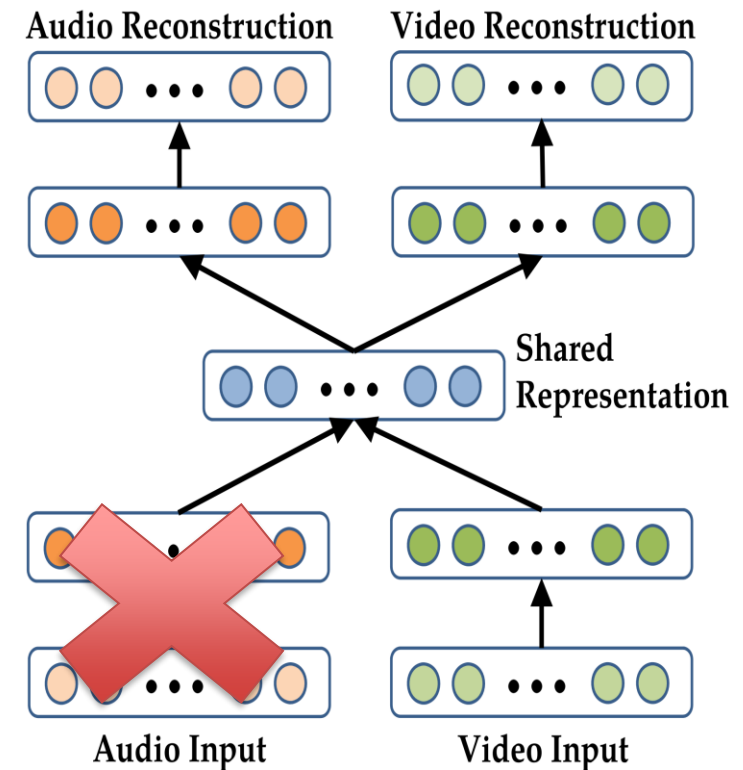 Audio Reconstruction
Video Reconstruction
Shared
Representation
Audio Input
Video Input